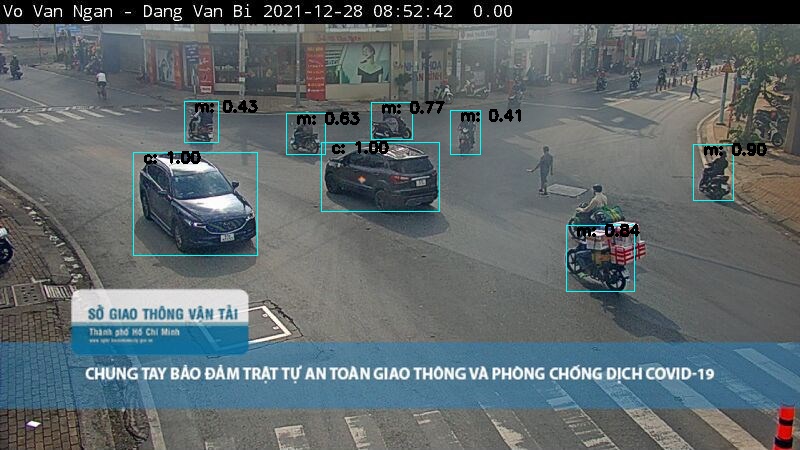 Vo Van Ngan - Dang Van Bi 2021-12-28 08:52:42 0.00
m: 0.43
m: 0.63
m: 0.77
m: 0.41
c: 1.00
c: 1.00
m: 0.90
m: 0.84
SỞ GIAO THÔNG VẬN TẢI
Thành phố Hồ Chí Minh
CHUNG TAY BẢO ĐẢM TRẬT TỰ AN TOÀN GIAO THÔNG VÀ PHÒNG CHỐNG DỊCH COVID-19